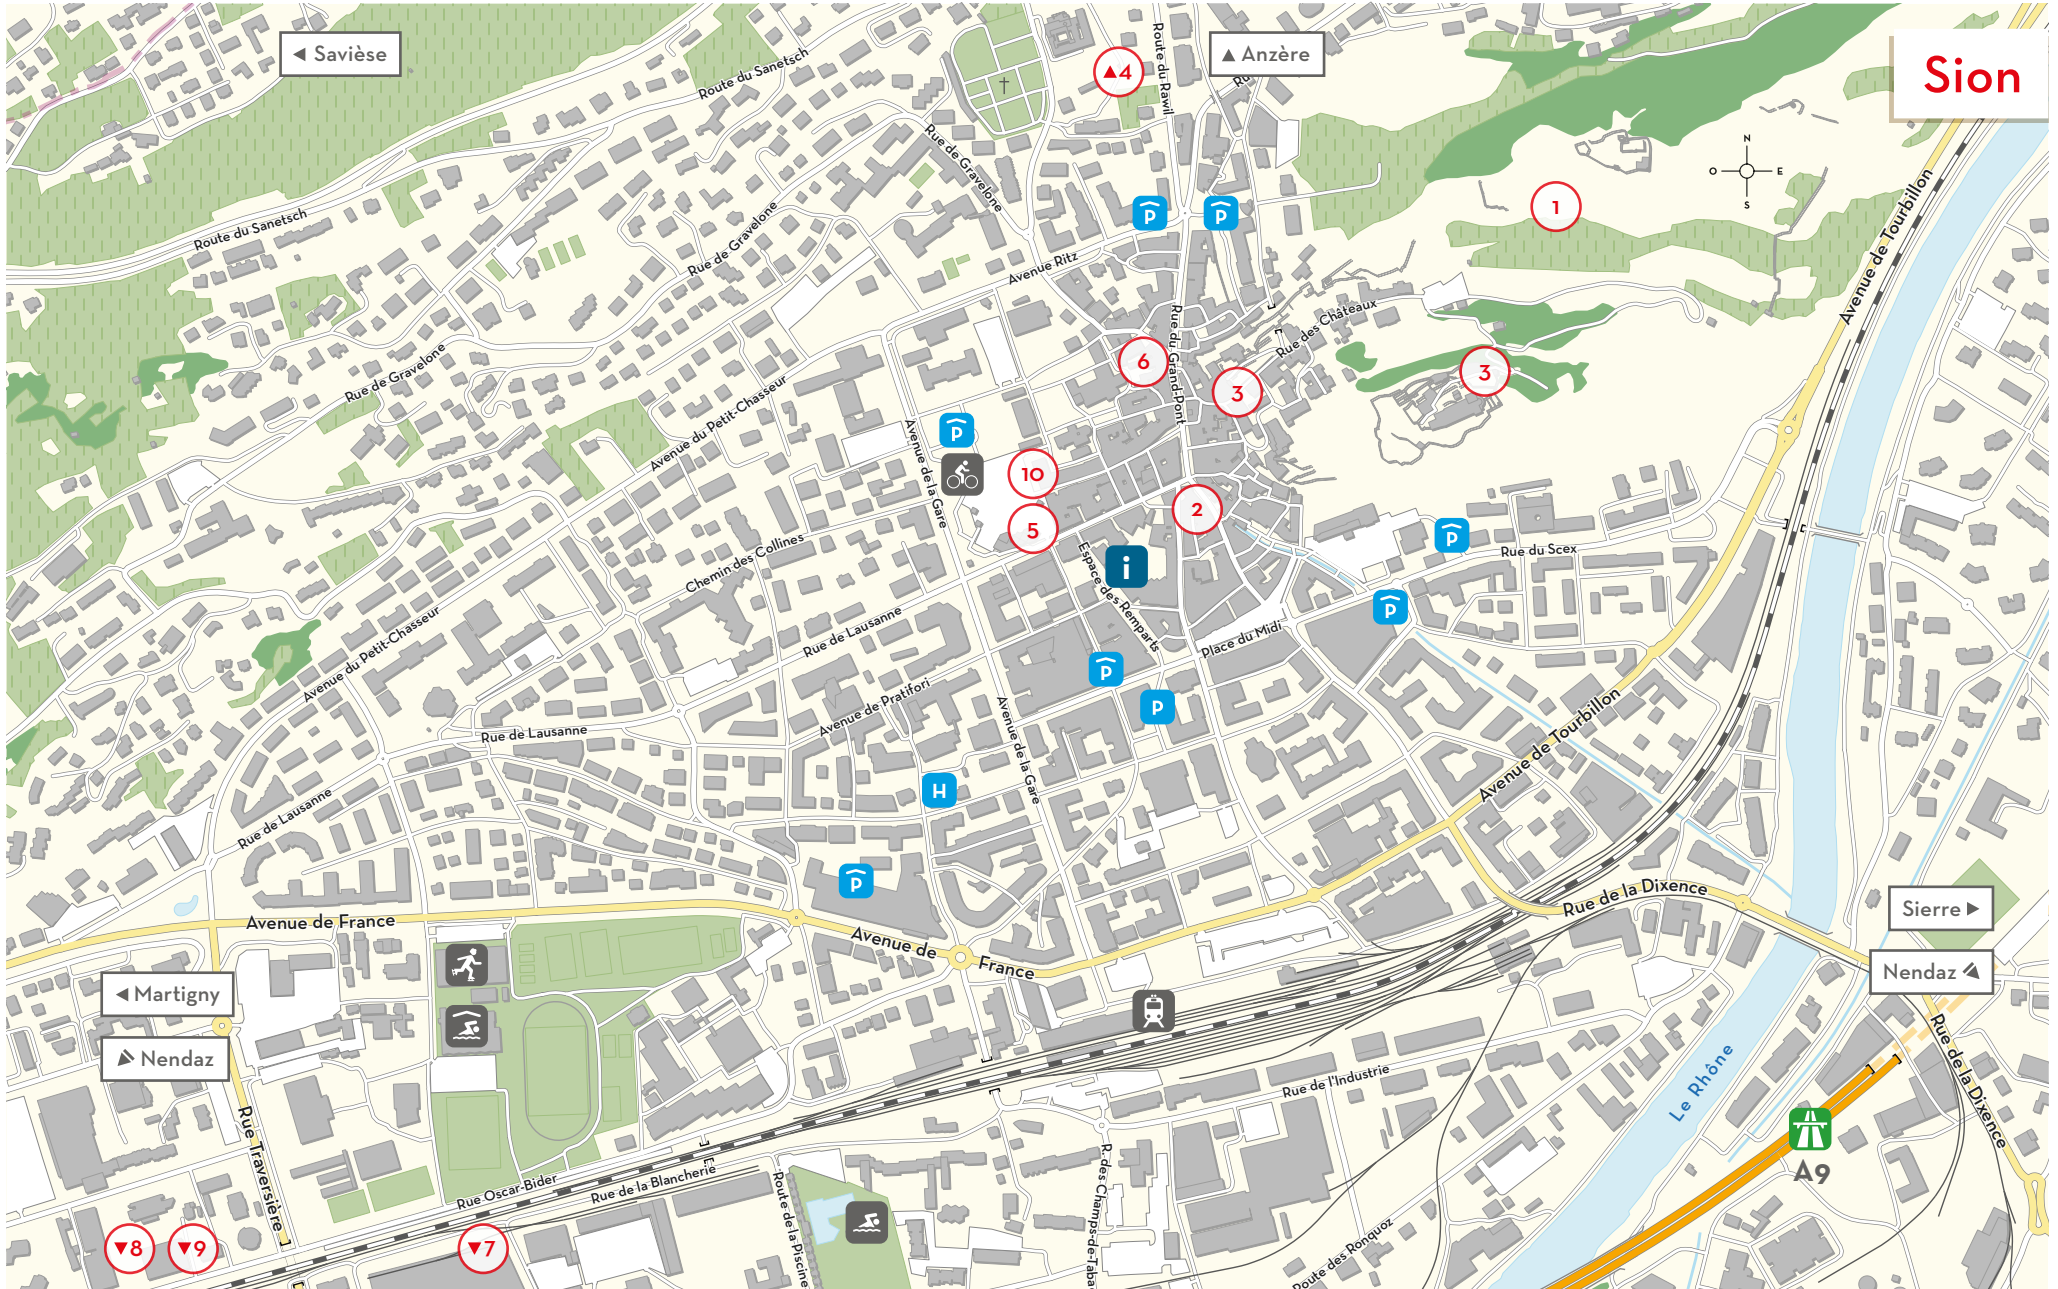 ◄ Savièse
▲ Anzère
Sion
Route du Sanetsch
Route du Rawil
▲4
Ru
Rue de Gravelone
N
O
E
S
1
P
P
Avenue de Tourbillon
Route du Sanetsch
Rue de Gravelone
Avenue Ritz
Rue du Grand-Pont
Rue des Châteaux
6
3
3
Rue de Gravelone
Avenue du Petit-Chasseur
Avenue de la Gare
P
10
5
2
P
Rue du Scex
Chemin des Collines
Espace des Remparts
i
P
Avenue du Petit-Chasseur
Rue de Lausanne
Place du Midi
P
P
Avenue de Pratifori
Rue de Lausanne
Avenue de la Gare
Avenue de Tourbillon
H
Rue de Lausanne
P
Rue de la Dixence
Sierre ►
Avenue de France
Avenue de
France
Nendaz
◄ Martigny
Nendaz
Rue de la Dixence
Le Rhône
Rue de l'Industrie
A9
Rue Traversière
R. des Champs-de-Taba
Rue Oscar-Bider
Rue de la Blancherie
Route de la Piscine
Route des Ronquoz
▼8
▼9
▼7